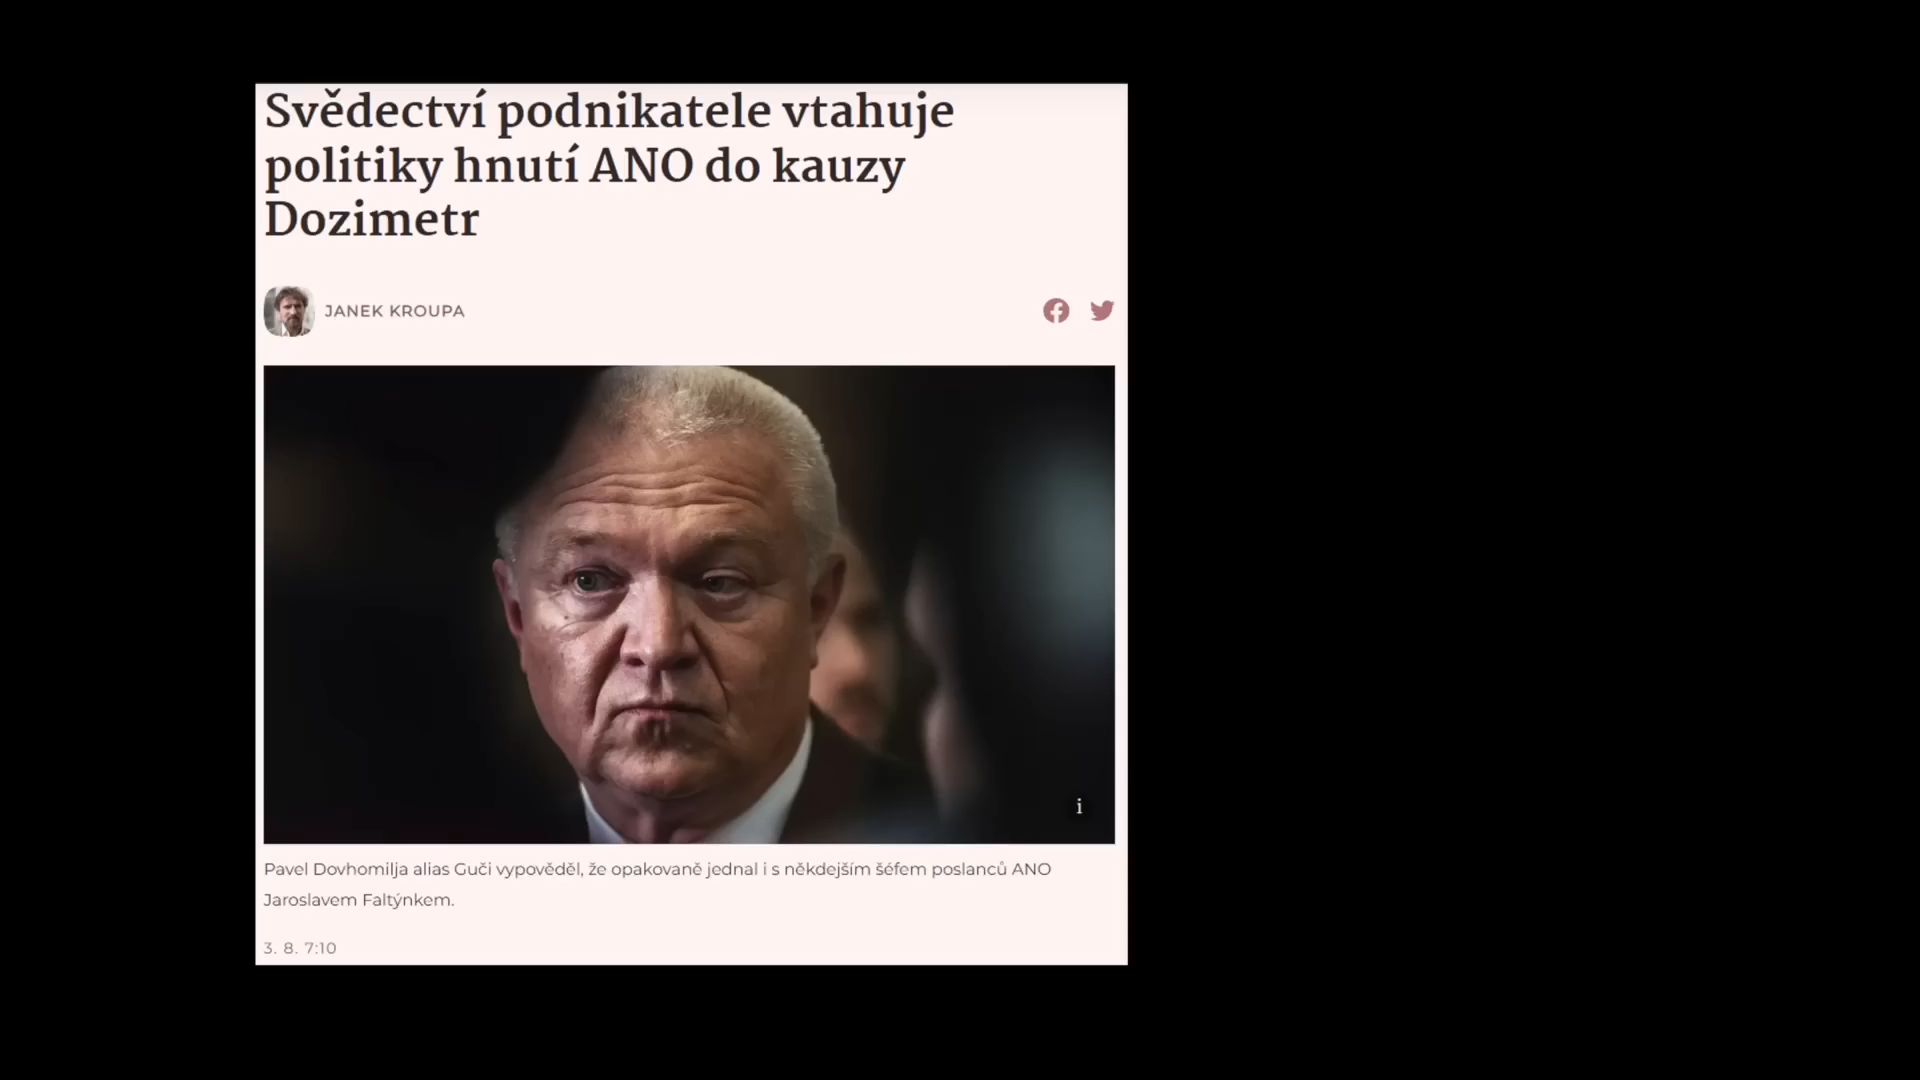 Svědectví podnikatele vtahuje
politiky hnutí ANO do kauzy
Dozimetr
JANEK KROUPA
i
Pavel Dovhomilja alias Guči vypověděl, že opakovaně jednal i s někdejším šéfem poslanců ANO
Jaroslavem Faltýnkem.
3. 8. 7:10